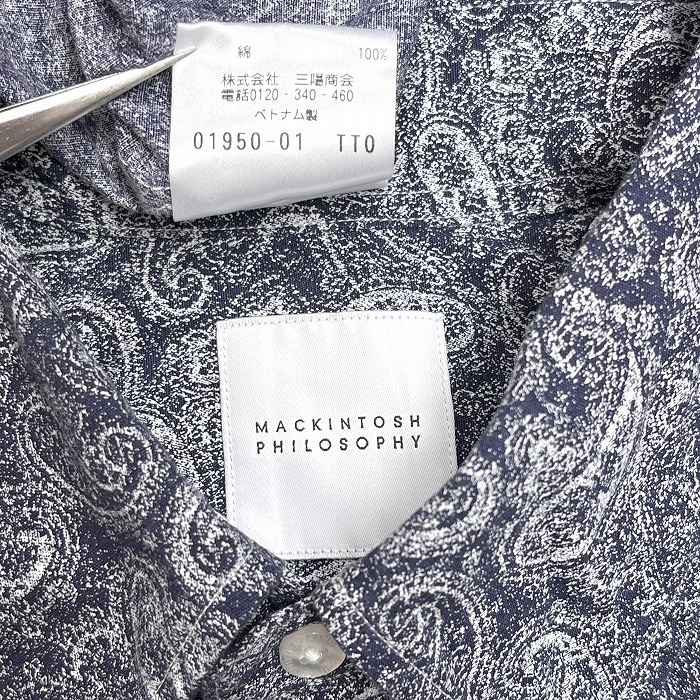 綿 100%
株式会社 三陽商会
電話0120-340-460
ベトナム製
01950-01 TTO
MACKINTOSH
PHILOSOPHY